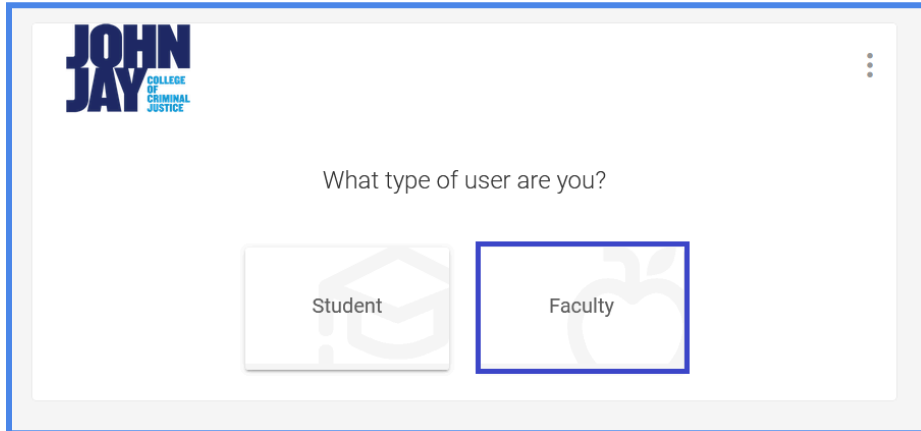 JOHN
JAY
COLLEGE
OF
CRIMINAL
JUSTICE
What type of user are you?
Student
Faculty